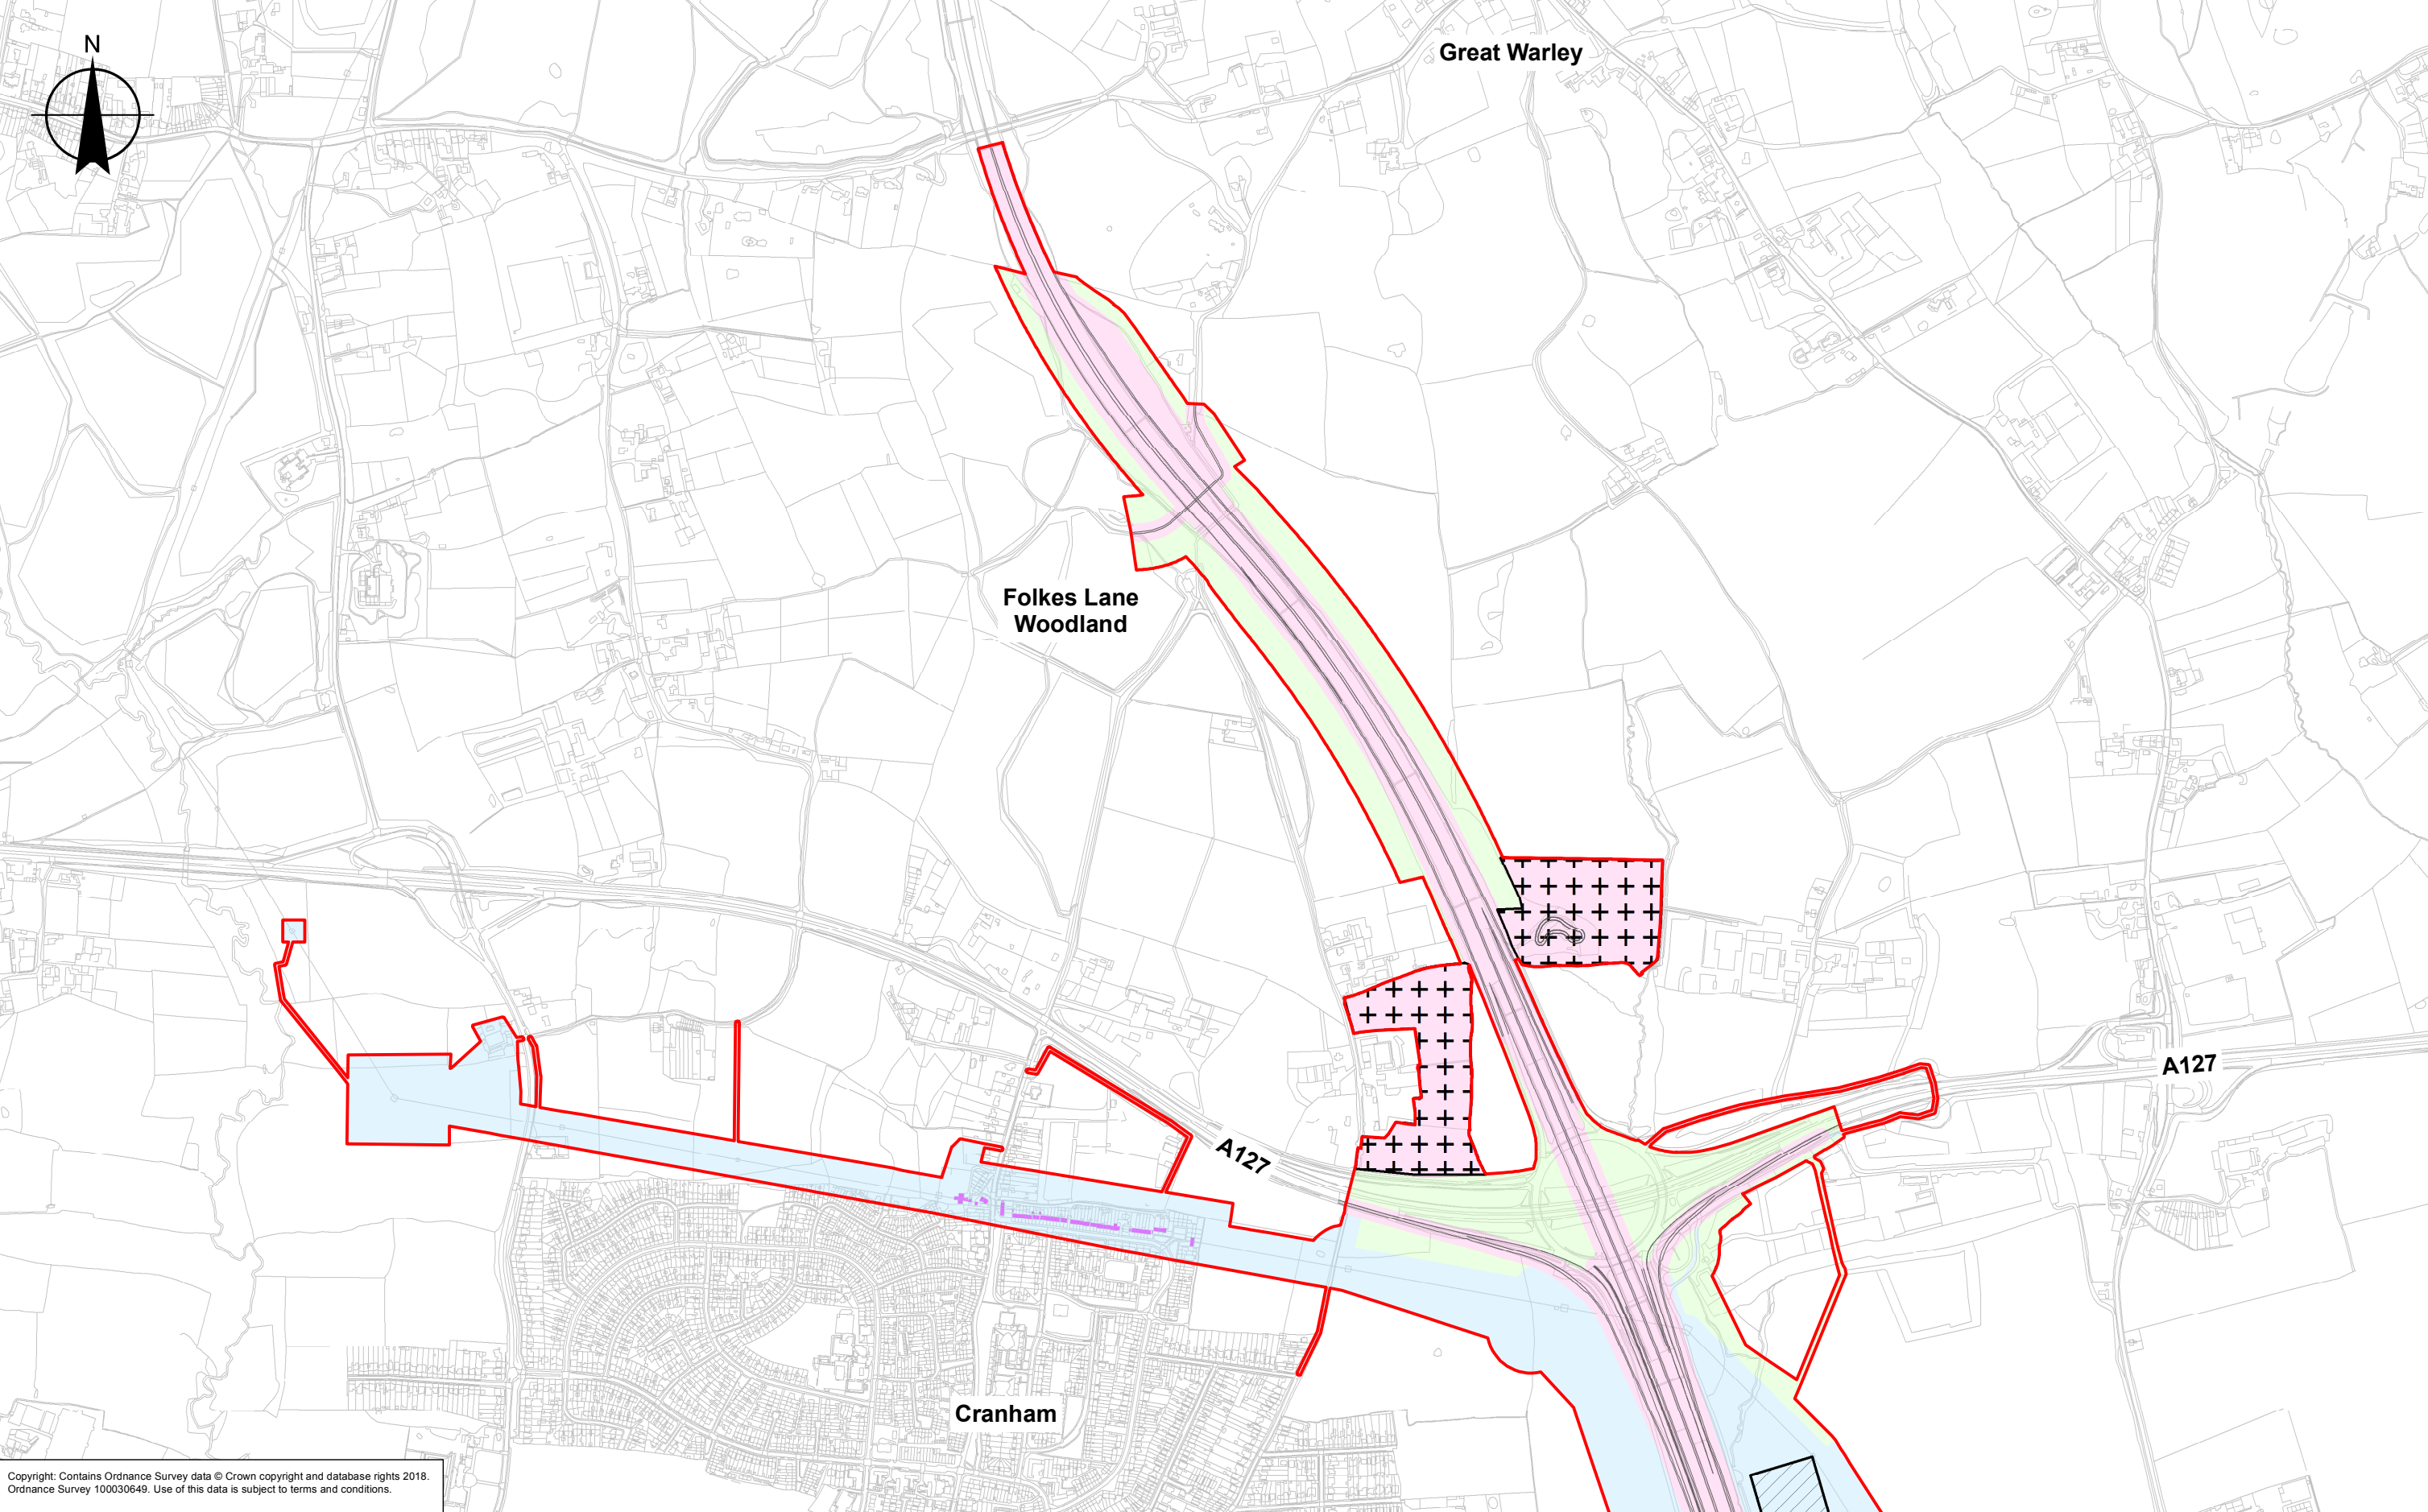 N
Great Warley
Folkes Lane
Woodland
A127
A127
Cranham
Copyright: Contains Ordnance Survey data © Crown copyright and database rights 2018.
Ordnance Survey 100030649. Use of this data is subject to terms and conditions.